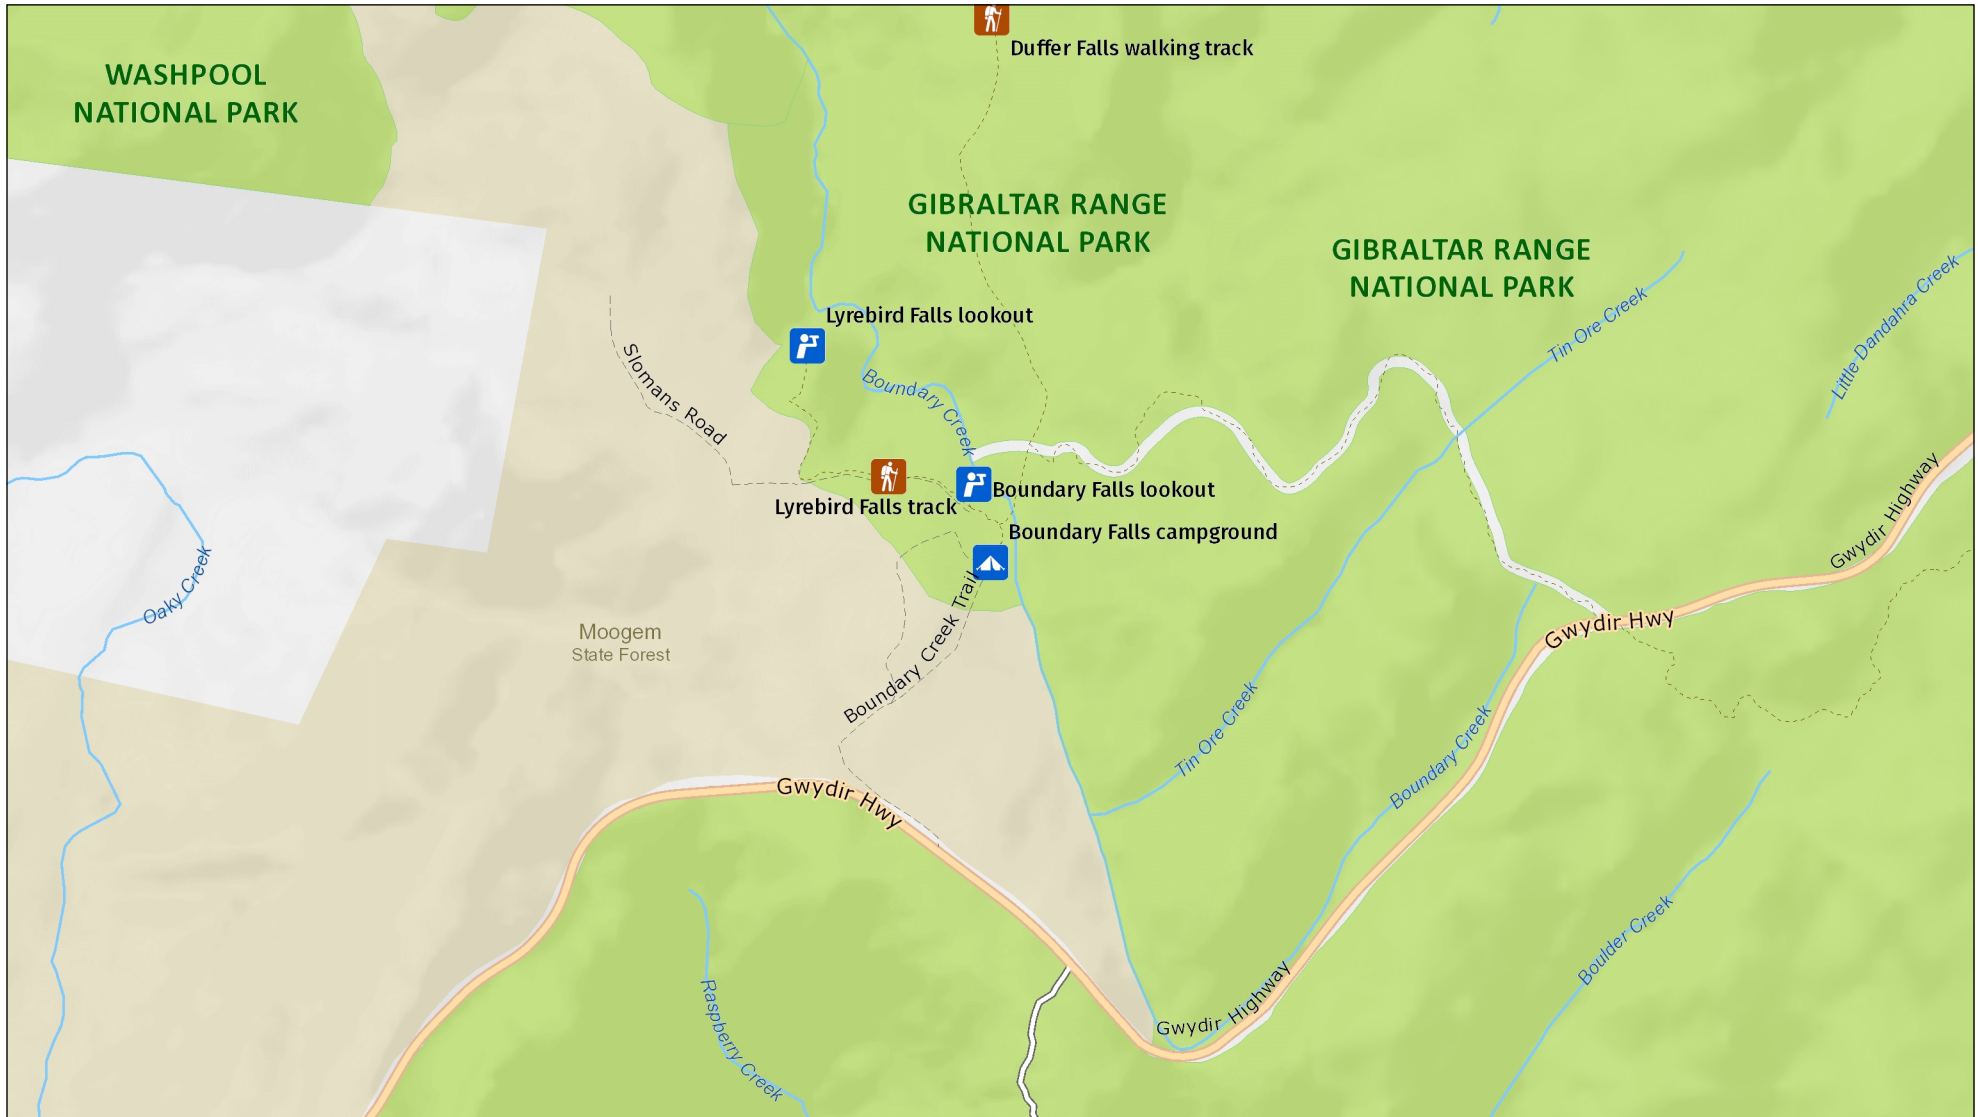 Duffer Falls walking track
WASHPOOL
NATIONAL PARK
GIBRALTAR RANGE
NATIONAL PARK
GIBRALTAR RANGE
NATIONAL PARK
Little Dandahra Creek
Tin Ore Creek
Lyrebird Falls lookout
Slomans Road
Boundary Creek
Lyrebird Falls track
Boundary Falls lookout
Boundary Falls campground
Gwydir Highway
Oaky Creek
Moogem
State Forest
Boundary Creek Trail
Gwydir Hwy
Tin Ore Creek
Boundary Creek
Gwydir Hwy
Boulder Creek
Raspberry Creek
Gwydir Highway